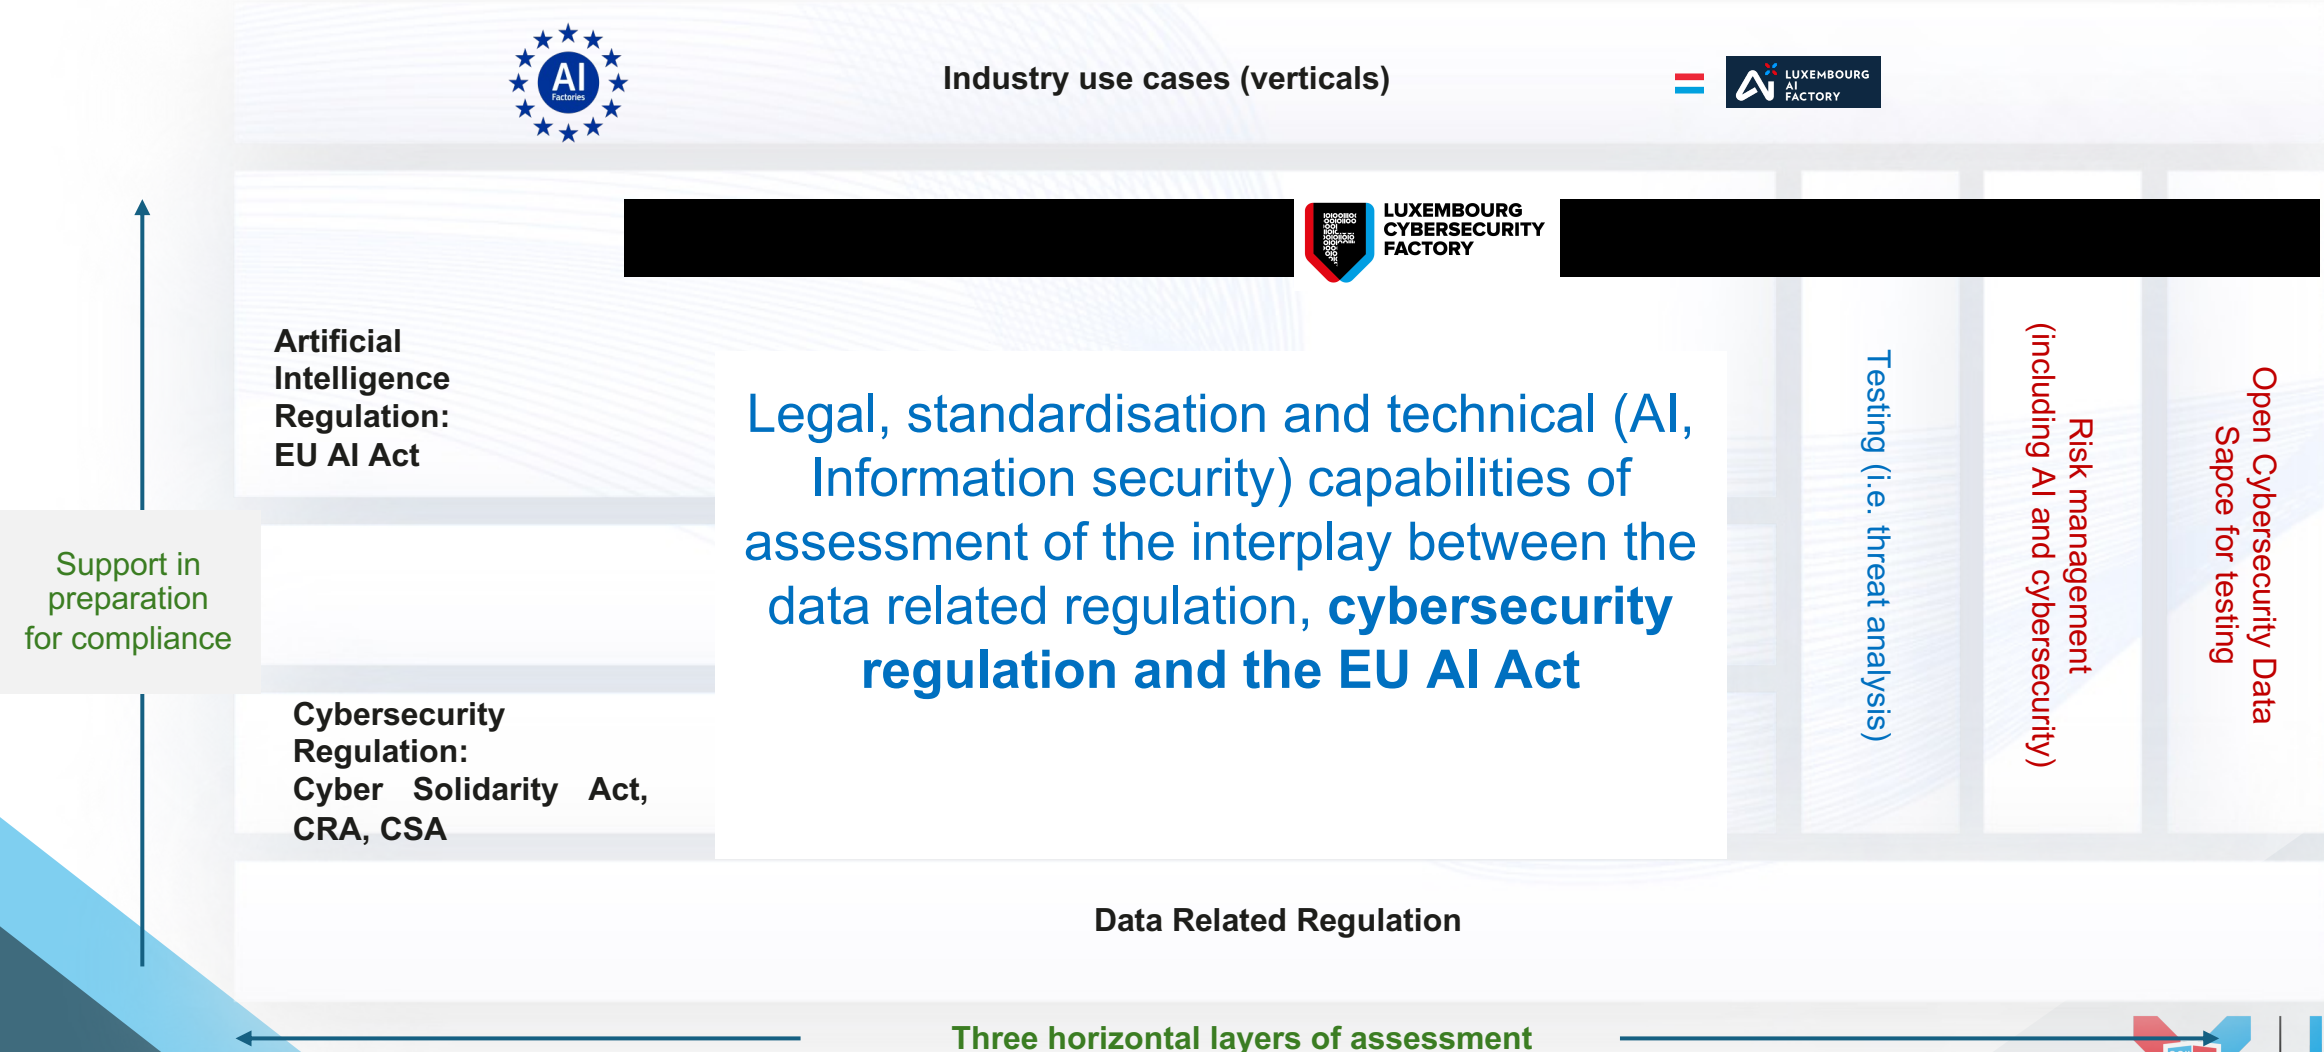 AI
Factories
Industry use cases (verticals)
LUXEMBOURG
AI
FACTORY
LUXEMBOURG
CYBERSECURITY
FACTORY
Artificial
Intelligence
Regulation:
EU AI Act
Legal, standardisation and technical (AI,
Information security) capabilities of
assessment of the interplay between the
data related regulation, cybersecurity
regulation and the EU AI Act
Testing (i.e. threat analysis)
Risk management
(including AI and cybersecurity)
Open Cybersecurity Data
Sapce for testing
Support in
preparation
for compliance
Cybersecurity
Regulation:
Cyber Solidarity Act,
CRA, CSA
Data Related Regulation
Three horizontal layers of assessment